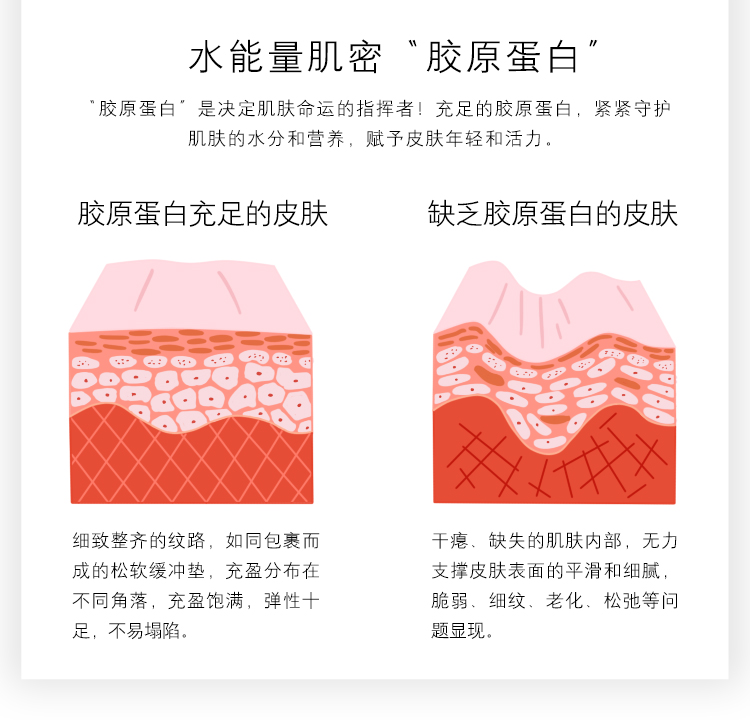 水能量肌密“胶原蛋白”
“胶原蛋白”是决定肌肤命运的指挥者！充足的胶原蛋白，紧紧守护
肌肤的水分和营养，赋予皮肤年轻和活力。
胶原蛋白充足的皮肤
缺乏胶原蛋白的皮肤
细致整齐的纹路，如同包裹而
成的松软缓冲垫，充盈分布在
不同角落，充盈饱满，弹性十
足，不易塌陷。
干瘪、缺失的肌肤内部，无力
支撑皮肤表面的平滑和细腻，
脆弱、细纹、老化、松弛等问
题显现。